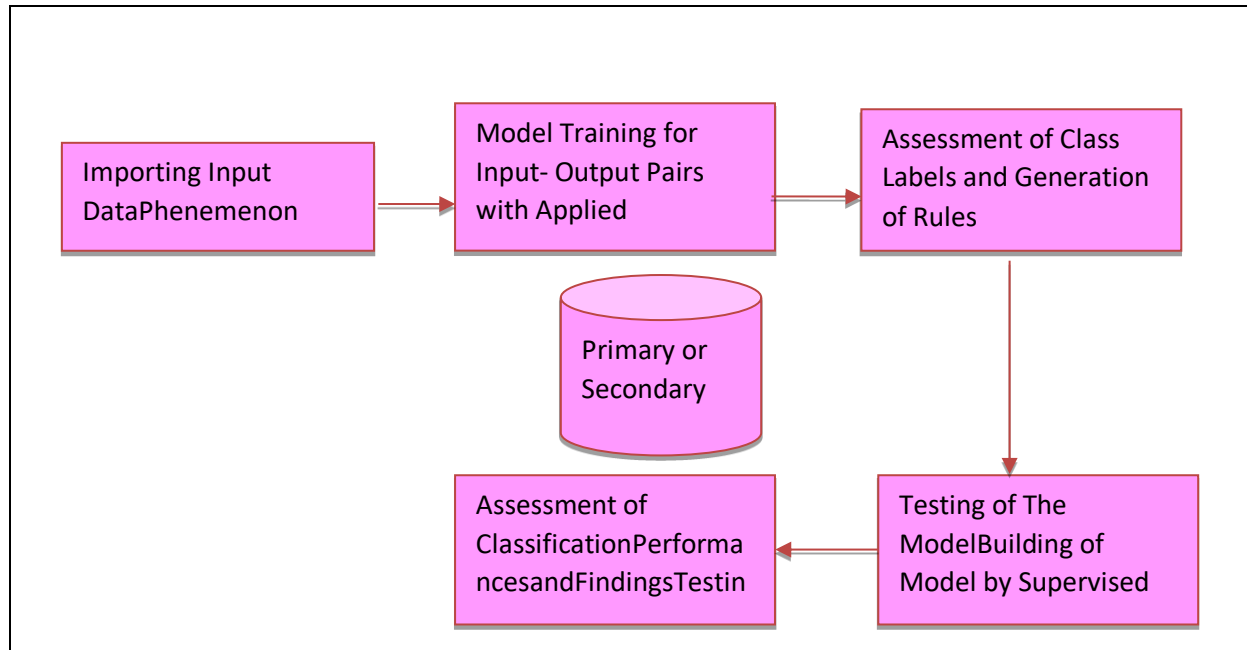 Importing Input
DataPhenemenon
Model Training for
Input- Output Pairs
with Applied
Assessment of Class
Labels and Generation
of Rules
Primary or
Secondary
Assessment of
ClassificationPerforma
ncesandFindingsTestin
Testing of The
ModelBuilding of
Model by Supervised